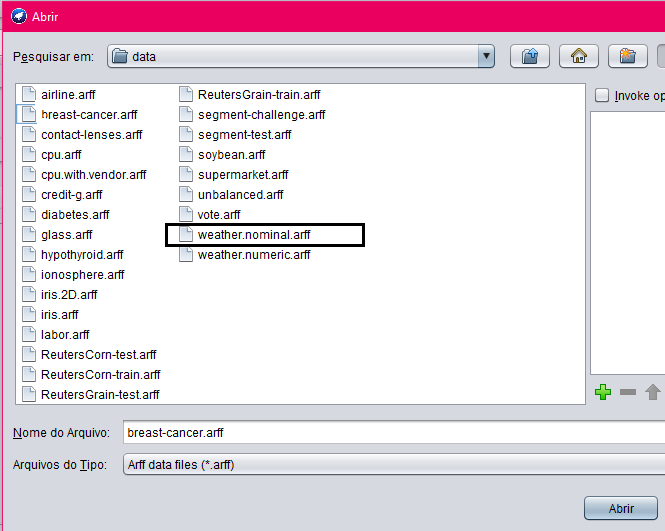 Abrir
Pesquisar em: data
airline.arff
breast-cancer.arff
contact-lenses.arff
cpu.arff
cpu.with.vendor.arff
credit-g.arff
diabetes.arff
glass.arff
hypothyroid.arff
ionosphere.arff
iris.2D.arff
iris.arff
labor.arff
ReutersCorn-test.arff
ReutersCorn-train.arff
ReutersGrain-test.arff
ReutersGrain-train.arff
segment-challenge.arff
segment-test.arff
soybean.arff
supermarket.arff
unbalanced.arff
vote.arff
weather.nominal.arff
weather.numeric.arff
Invoke op
Nome do Arquivo: breast-cancer.arff
Arquivos do Tipo: Arff data files (*.arff)
Abrir